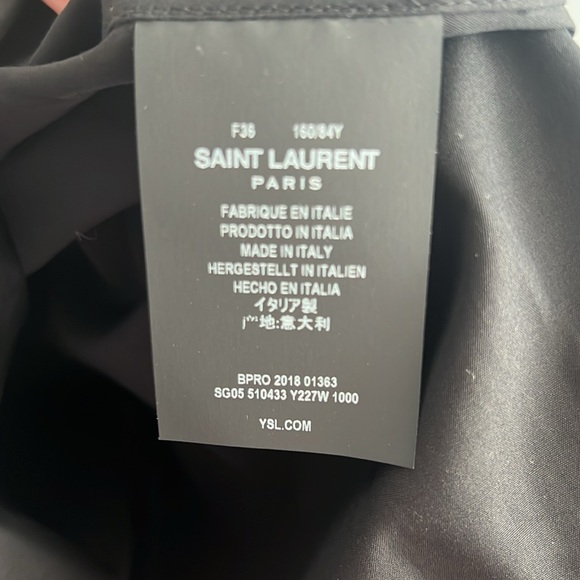 F36 160/84Y
SAINT LAURENT
PARIS
FABRIQUE EN ITALIE
PRODOTTO IN ITALIA
MADE IN ITALY
HERGESTELLT IN ITALIEN
HECHO EN ITALIA
イタリア製
地:意大利
BPRO 2018 01363
SG05 510433 Y227W 1000
YSL.COM